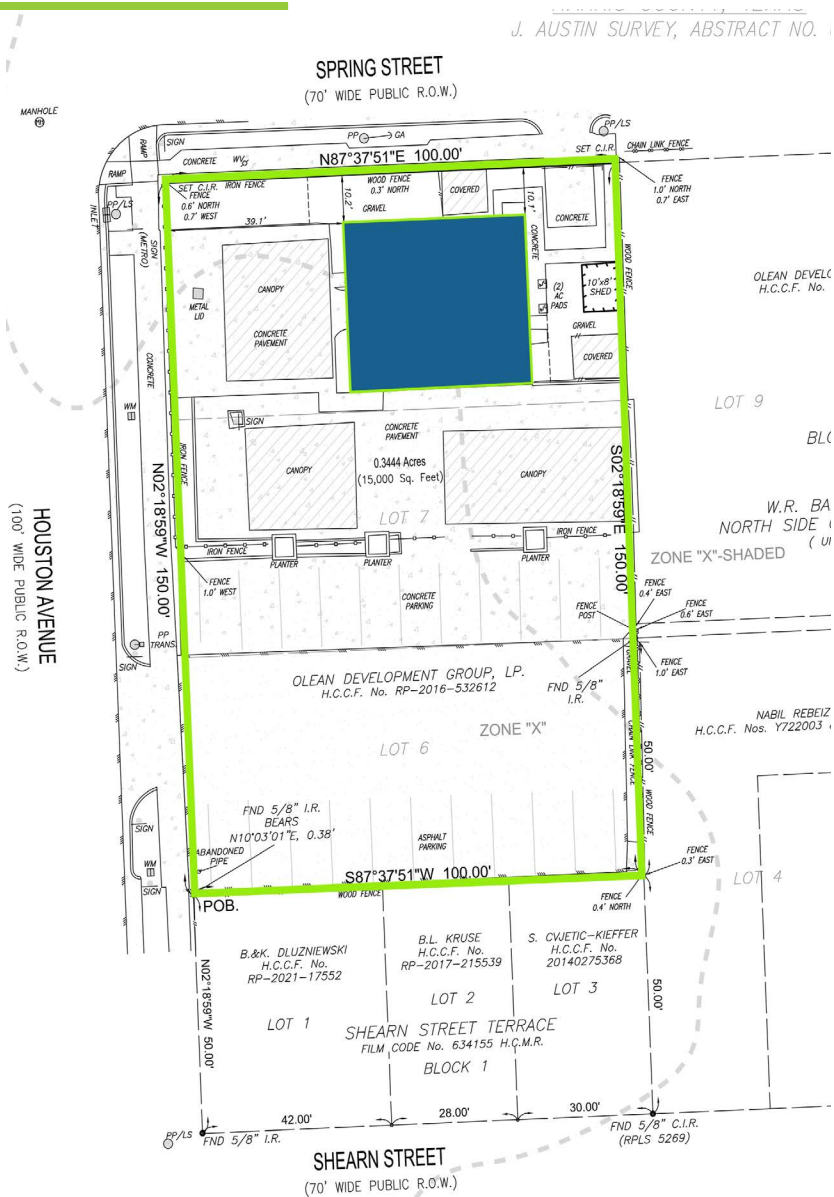 J. AUSTIN SURVEY, ABSTRACT NO.
SPRING STREET
(70' WIDE PUBLIC R.O.W.)
MANHOLE
MH
RAMP
SIGN
PP
GA
PP/LS
SET C.I.R.
CHAIN LINK FENCE
CONCRETE
WV
N87°37'51"E 100.00'
RAMP
SET C.I.R.
IRON FENCE
WOOD FENCE
0.3' NORTH
COVERED
FENCE
0.6' NORTH
0.7' WEST
FENCE
1.0' NORTH
0.7' EAST
INLET
PP/LS
10.2'
GRAVEL
10.1'
CONCRETE
39.1'
CONCRETE
SIGN
(METRO)
WOOD FENCE
METAL
LID
CANOPY
CONCRETE
PAVEMENT
(2)
AC
PADS
10'x8'
SHED
OLEAN DEVELO
H.C.C.F. No.
GRAVEL
COVERED
CONCRETE
WM
SIGN
LOT 9
CONCRETE
PAVEMENT
BLO
IRON FENCE
CANOPY
0.3444 Acres
(15,000 Sq. Feet)
CANOPY
N02°18'59"W 150.00'
S02°18'59"E 150.00'
LOT 7
W.R. BA
NORTH SIDE
HOUSTON AVENUE
(100' WIDE PUBLIC R.O.W.)
IRON FENCE
IRON FENCE
PLANTER
PLANTER
PLANTER
ZONE "X"-SHADED
FENCE
1.0' WEST
CONCRETE
PARKING
FENCE
POST
FENCE
0.4' EAST
FENCE
0.6' EAST
PP
TRANS.
SIGN
GRAVEL
FENCE
1.0' EAST
OLEAN DEVELOPMENT GROUP, LP.
H.C.C.F. No. RP-2016-532612
FND 5/8"
I.R.
ZONE "X"
LOT 6
CHAIN LINK FENCE
50.00'
WOOD FENCE
NABIL REBEIZ
H.C.C.F. Nos. Y722003
FND 5/8" I.R.
BEARS
N10°03'01"E, 0.38'
SIGN
ABANDONED
PIPE
ASPHALT
PARKING
WM
SIGN
S87°37'51"W 100.00'
WOOD FENCE
FENCE
0.3' EAST
FENCE
0.4' NORTH
LOT 4
POB.
N02°18'59"W 50.00'
B.&K. DLUZNIEWSKI
H.C.C.F. No.
RP-2021-17552
B.L. KRUSE
H.C.C.F. No.
RP-2017-215539
S. CVJETIC-KIEFFER
H.C.C.F. No.
20140275368
50.00'
LOT 1
LOT 2
LOT 3
SHEARN STREET TERRACE
FILM CODE No. 634155 H.C.M.R.
BLOCK 1
42.00'
28.00'
30.00'
PP/LS
FND 5/8" I.R.
FND 5/8" C.I.R.
(RPLS 5269)
SHEARN STREET
(70' WIDE PUBLIC R.O.W.)